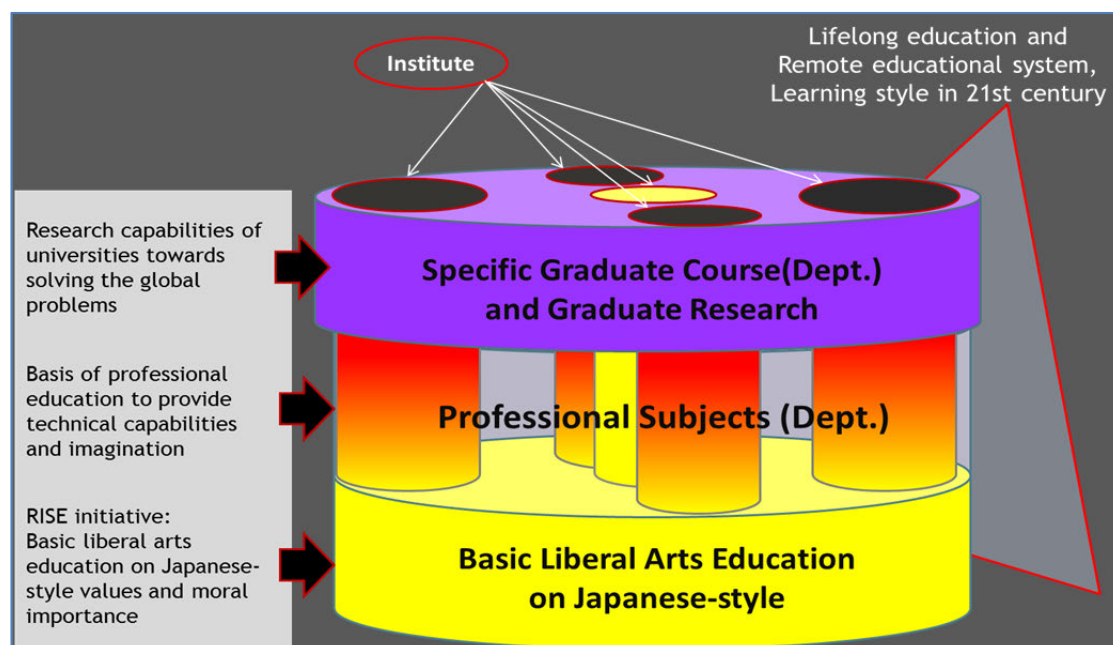 Institute
Lifelong education and
Remote educational system,
Learning style in 21st century
Research capabilities of
universities towards
solving the global
problems
Specific Graduate Course(Dept.)
and Graduate Research
Basis of professional
education to provide
technical capabilities
and imagination
Professional Subjects (Dept.)
RISE initiative:
Basic liberal arts
education on Japanese-
style values and moral
importance
Basic Liberal Arts Education
on Japanese-style